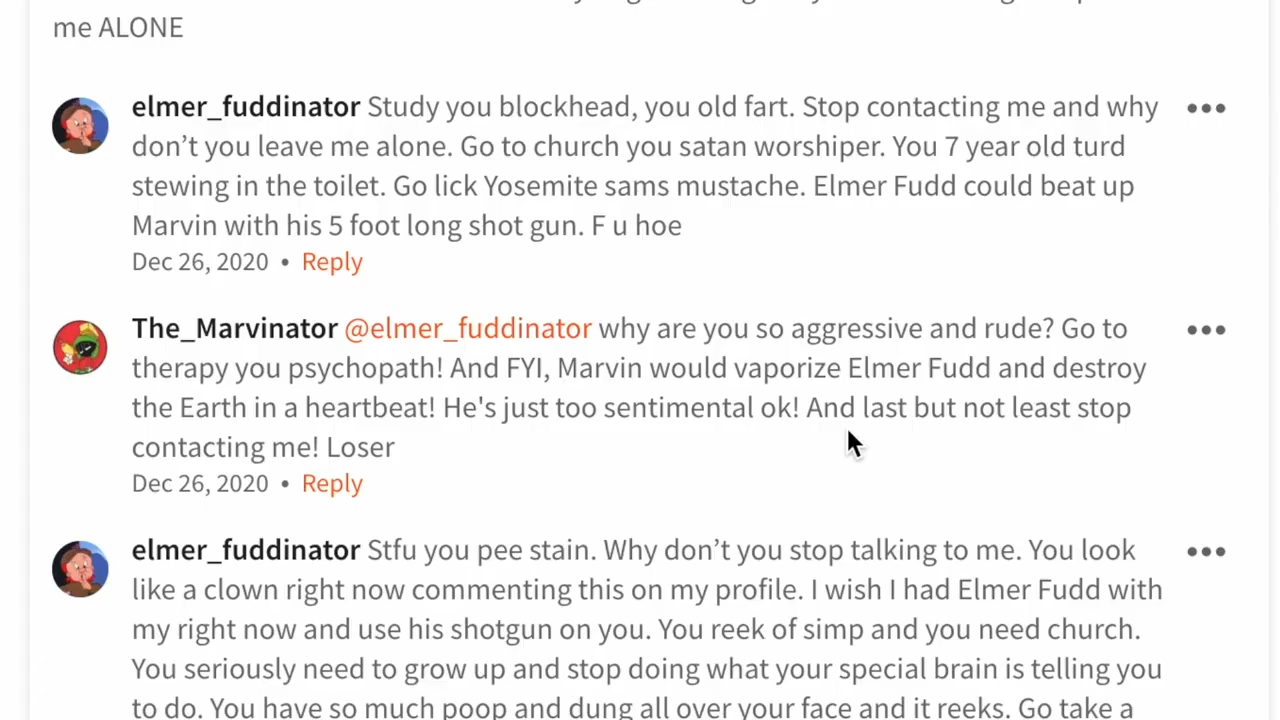 me ALONE
elmer_fuddinator Study you blockhead, you old fart. Stop contacting me and why
don’t you leave me alone. Go to church you satan worshiper. You 7 year old turd
stewing in the toilet. Go lick Yosemite sams mustache. Elmer Fudd could beat up
Marvin with his 5 foot long shot gun. F u hoe
Dec 26, 2020 • Reply
The_Marvinator @elmer_fuddinator why are you so aggressive and rude? Go to
therapy you psychopath! And FYI, Marvin would vaporize Elmer Fudd and destroy
the Earth in a heartbeat! He's just too sentimental ok! And last but not least stop
contacting me! Loser
Dec 26, 2020 • Reply
elmer_fuddinator Stfu you pee stain. Why don’t you stop talking to me. You look
like a clown right now commenting this on my profile. I wish I had Elmer Fudd with
my right now and use his shotgun on you. You reek of simp and you need church.
You seriously need to grow up and stop doing what your special brain is telling you
to do. You have so much poop and dung all over your face and it reeks. Go take a